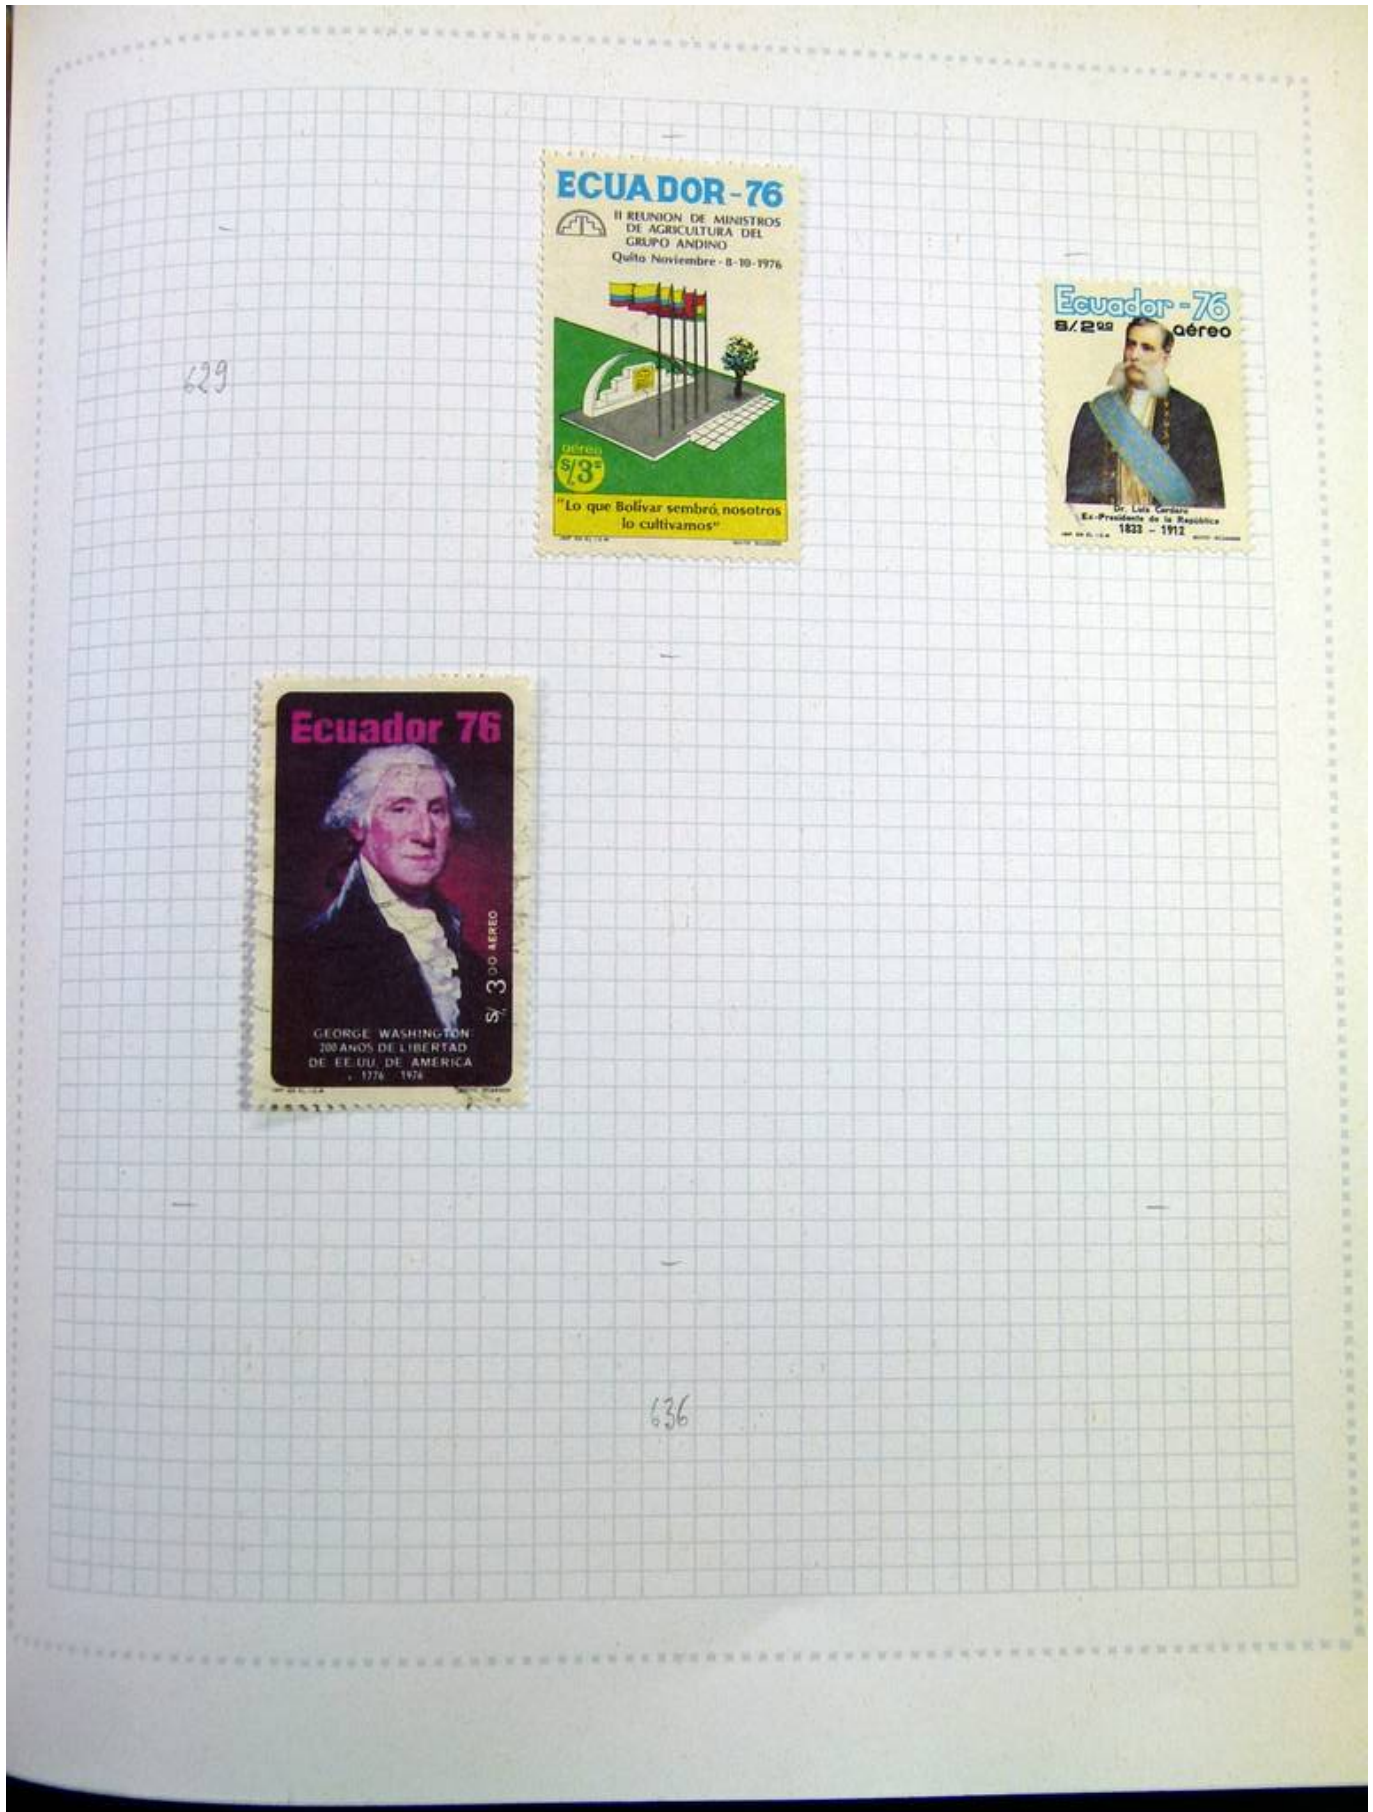 ECUADOR-76
II REUNION DE MINISTROS
DE AGRICULTURA DEL
GRUPO ANDINO
Quito Noviembre-8-10-1976
aéreo
S/.3
"Lo que Bolívar sembró, nosotros
lo cultivamos"
Ecuador-76
S/.2.00 aéreo
Dr. Luis Cordero
Ex-Presidente de la República
1833 - 1912
629
Ecuador 76
S/. 3.00 AEREO
GEORGE WASHINGTON
200 AÑOS DE LIBERTAD
DE EE.UU. DE AMERICA
1776 1976
636